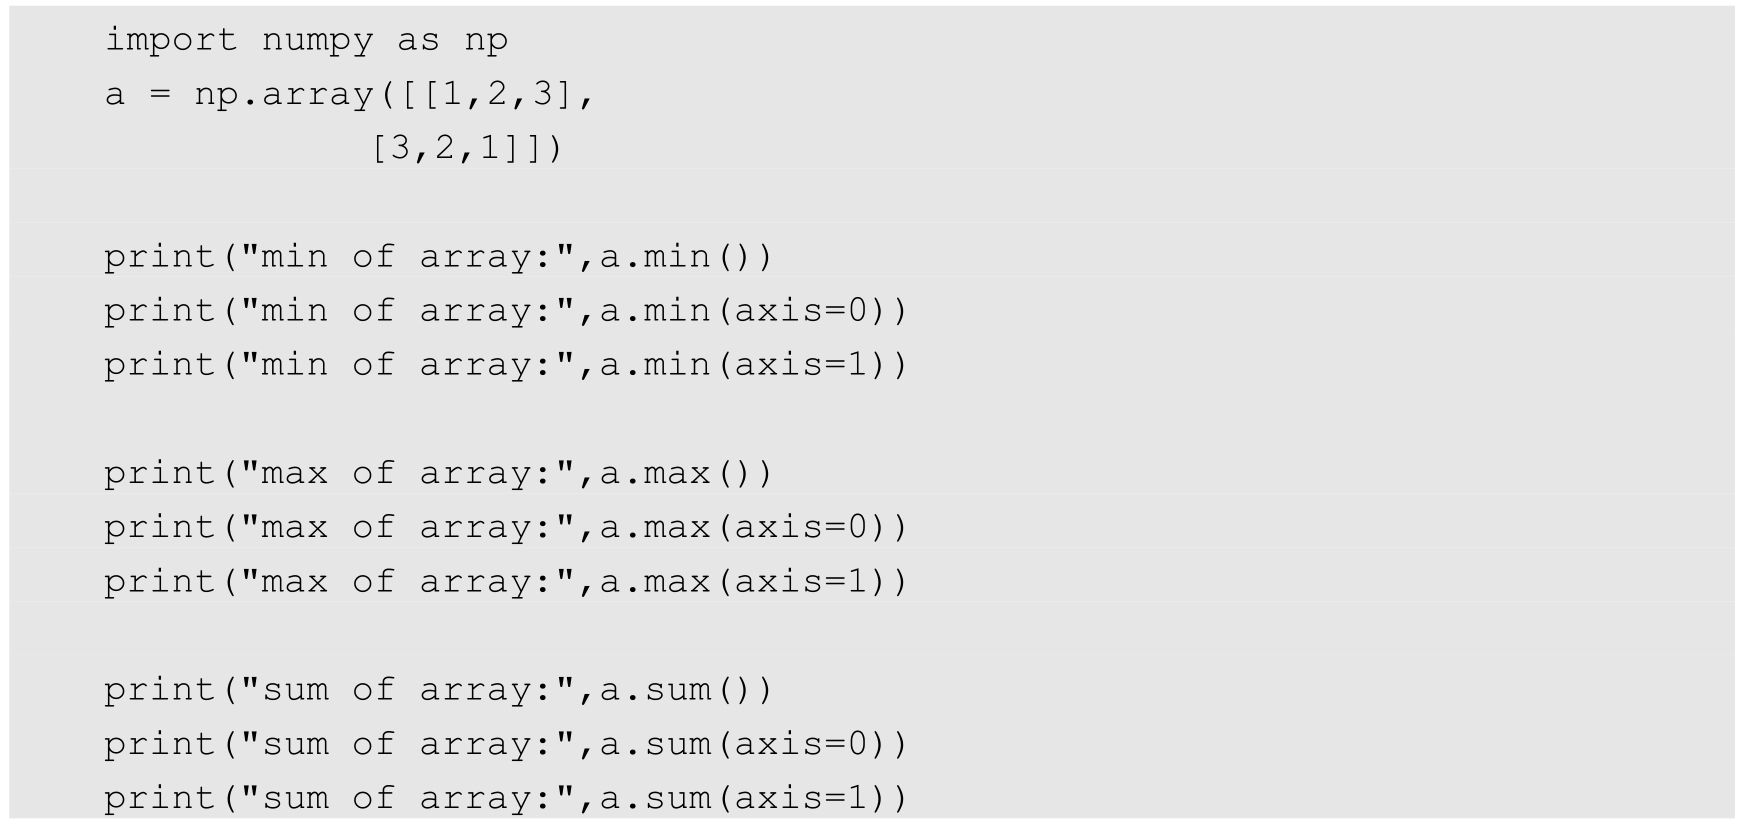 import numpy as np
a = np.array([[1,2,3],
            [3,2,1]])
print("min of array:",a.min())
print("min of array:",a.min(axis=0))
print("min of array:",a.min(axis=1))
print("max of array:",a.max())
print("max of array:",a.max(axis=0))
print("max of array:",a.max(axis=1))
print("sum of array:",a.sum())
print("sum of array:",a.sum(axis=0))
print("sum of array:",a.sum(axis=1))